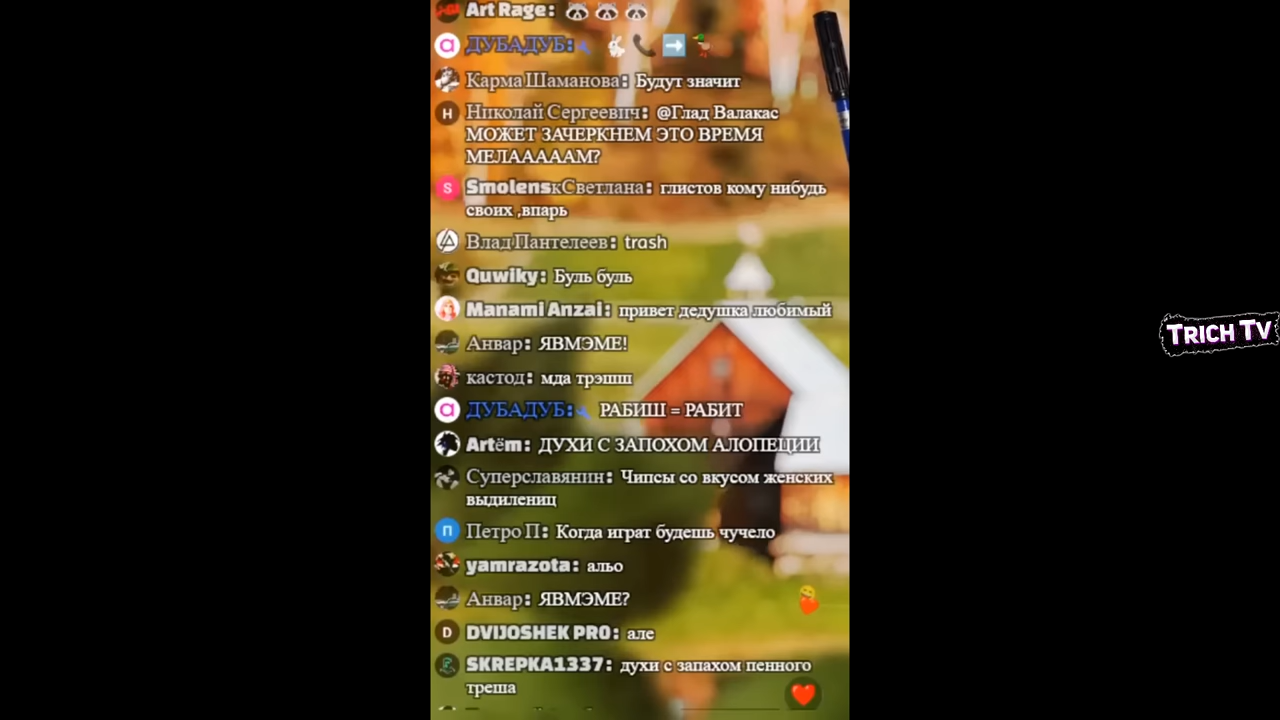 Art Rage: 🦝 🦝 🦝
ДУБАДУБ: 🐇 📞 ➡️ 🦆
Карма Шаманова: Будут значит
Николай Сергеевич: @Глад Валакас
МОЖЕТ ЗАЧЕРКНЕМ ЭТО ВРЕМЯ
МЕЛАААААМ?
SmolensкСветлана: глистов кому нибудь
своих ,впарь
Влад Пантелеев: trash
Quwiky: Буль буль
Manami Anzai: привет дедушка любимый
Анвар: ЯВМЭМЕ!
кастод: мда трэшш
ДУБАДУБ: РАБИШ = РАБИТ
Artём: ДУХИ С ЗАПОХОМ АЛОПЕЦИИ
Суперславянин: Чипсы со вкусом женских
выдилениц
Петро П: Когда играт будешь чучело
yamrazota: альо
Анвар: ЯВМЭМЕ?
DVIJOSHEK PRO: але
SKREPKA1337: духи с запахом пенного
треша
TRICH TV